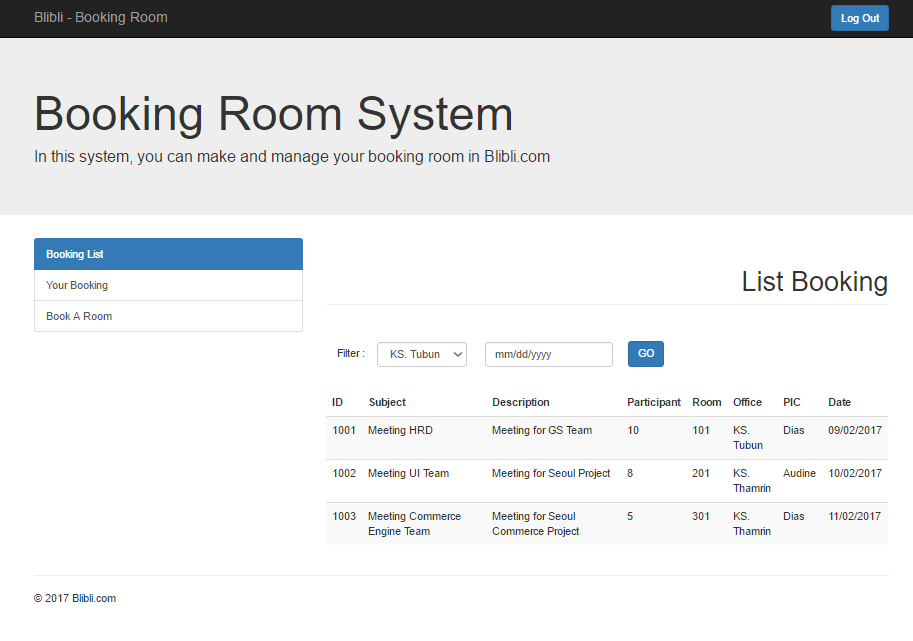 Blibli - Booking Room
Log Out
Booking Room System
In this system, you can make and manage your booking room in Blibli.com
Booking List
Your Booking
Book A Room
List Booking
Filter : KS. Tubun mm/dd/yyyy GO
ID Subject Description Participant Room Office PIC Date
1001 Meeting HRD Meeting for GS Team 10 101 KS. Dias 09/02/2017
Tubun
1002 Meeting UI Team Meeting for Seoul Project 8 201 KS. Audine 10/02/2017
Thamrin
1003 Meeting Commerce Meeting for Seoul 5 301 KS. Dias 11/02/2017
Engine Team Commerce Project Thamrin
© 2017 Blibli.com